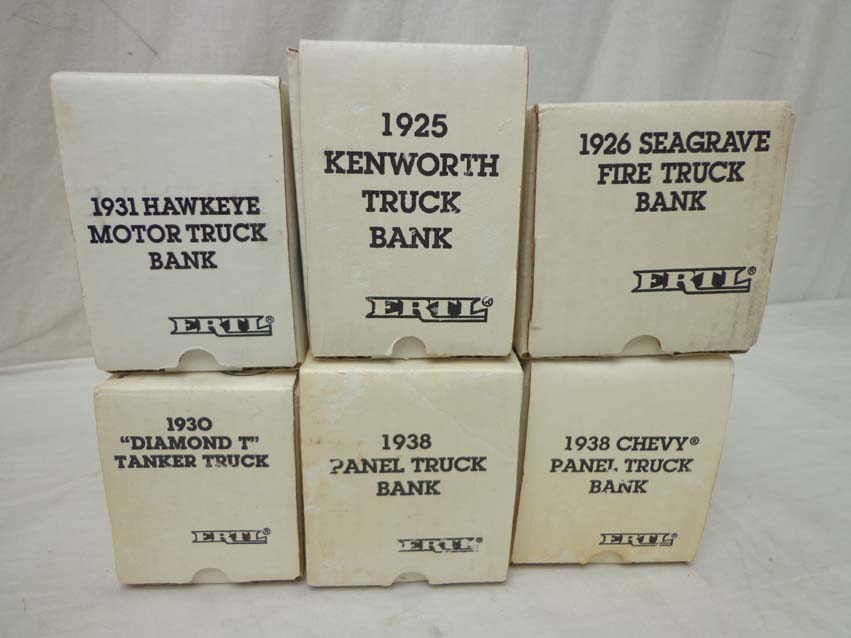 1931 HAWKEYE
MOTOR TRUCK
BANK
ERTL®
1925
KENWORTH
TRUCK
BANK
ERTL®
1926 SEAGRAVE
FIRE TRUCK
BANK
ERTL®
1930
"DIAMOND T"
TANKER TRUCK
ERTL®
1938
PANEL TRUCK
BANK
ERTL®
1938 CHEVY®
PANEL TRUCK
BANK
ERTL®